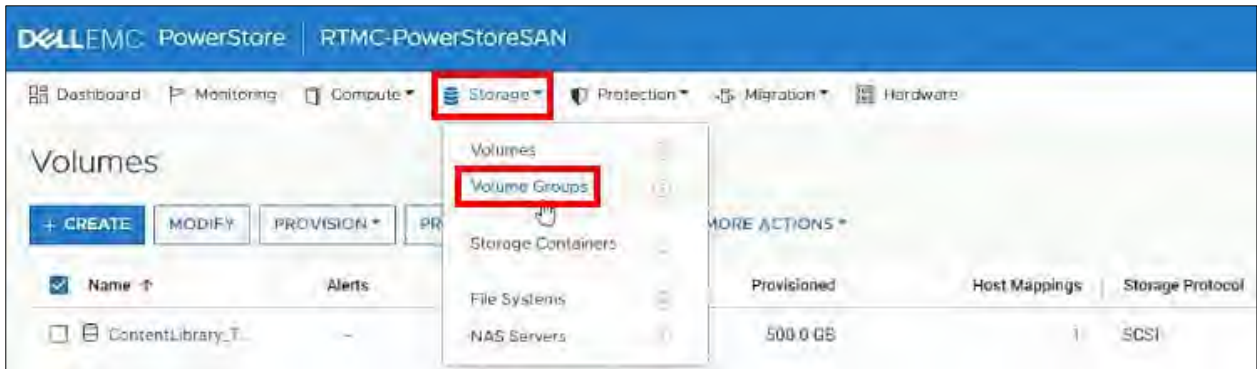 DELLEMC PowerStore RTMC-PowerStoreSAN
Dashboard Monitoring Compute Storage Protection Migration Hardware
Volumes
Volumes
Volume Groups
+ CREATE MODIFY PROVISION PR MORE ACTIONS
Storage Containers
Name ↑ Alerts Provisioned Host Mappings Storage Protocol
File Systems
ContentLibrary_T... -- 500.0 GB 1 SCSI
NAS Servers